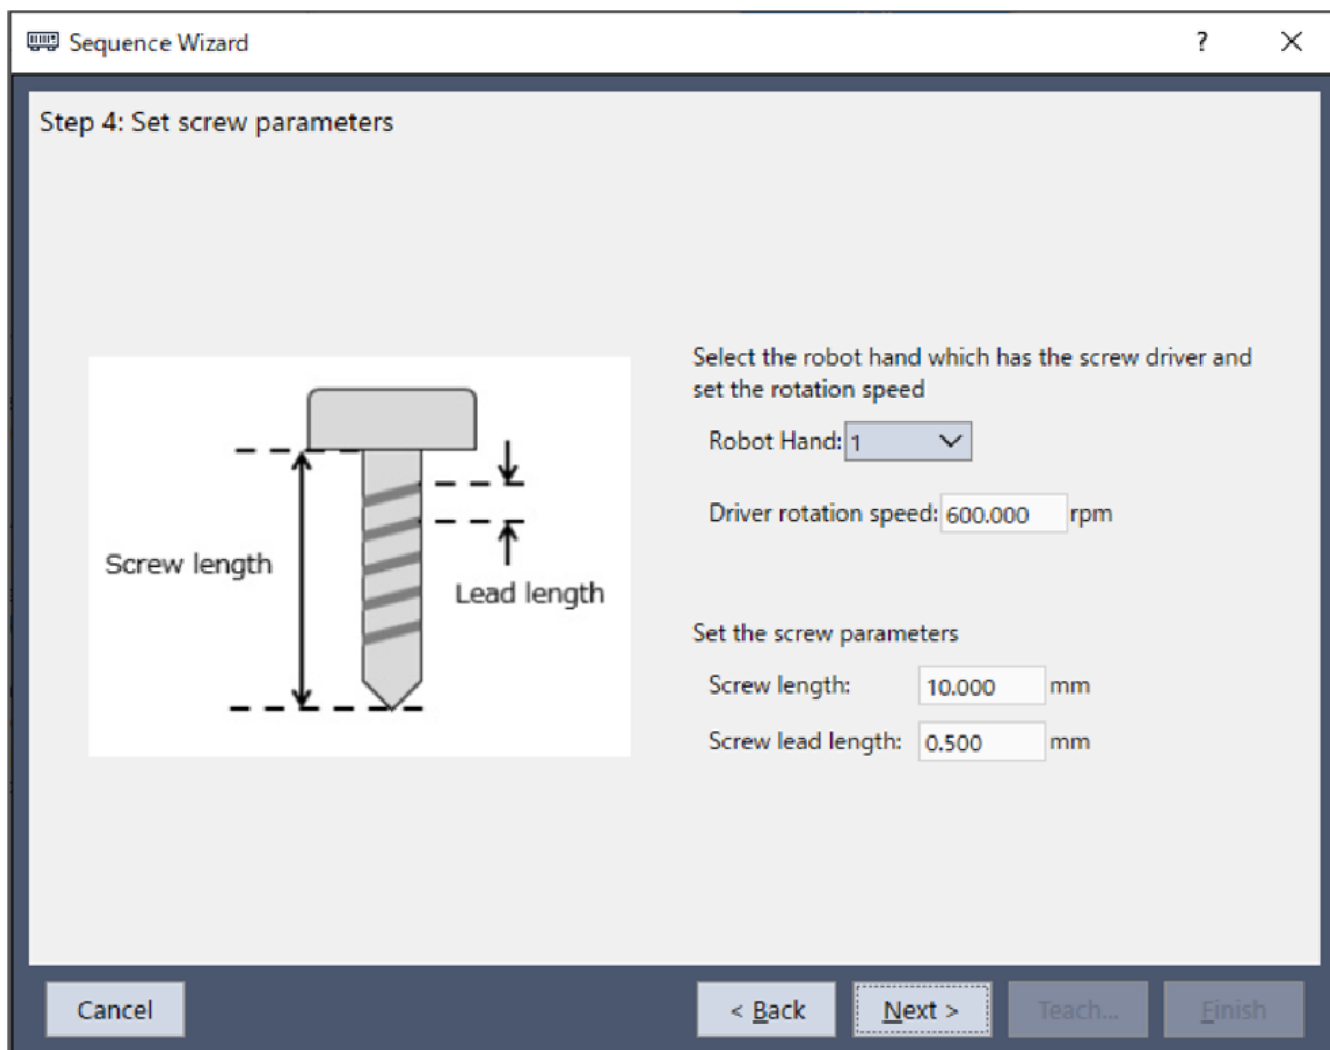 Sequence Wizard
?
Step 4: Set screw parameters
Screw length
Lead length
Select the robot hand which has the screw driver and
set the rotation speed
Robot Hand: 1
Driver rotation speed: 600.000 rpm
Set the screw parameters
Screw length: 10.000 mm
Screw lead length: 0.500 mm
Cancel
< Back
Next >
Teach...
Finish